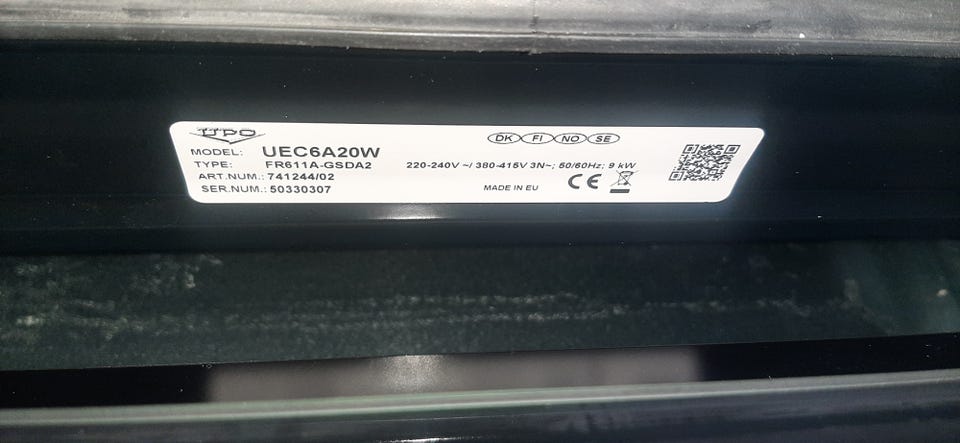 UPO
MODEL: UEC6A20W
TYPE: FR611A-GSDA2
ART.NUM.: 741244/02
SER.NUM.: 50330307
DK FI NO SE
220-240V ~/ 380-415V 3N~; 50/60Hz; 9 kW
MADE IN EU CE